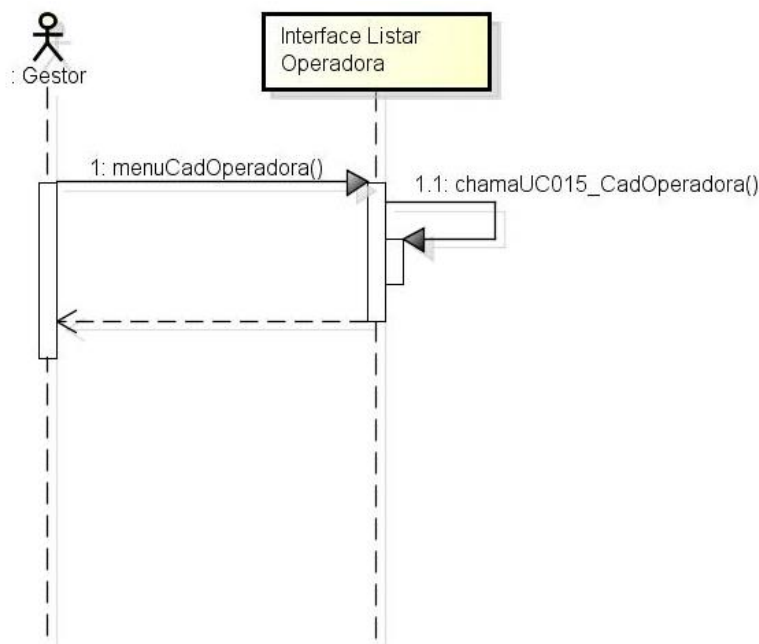 Interface Listar
Operadora
: Gestor
1: menuCadOperadora()
1.1: chamaUC015_CadOperadora()